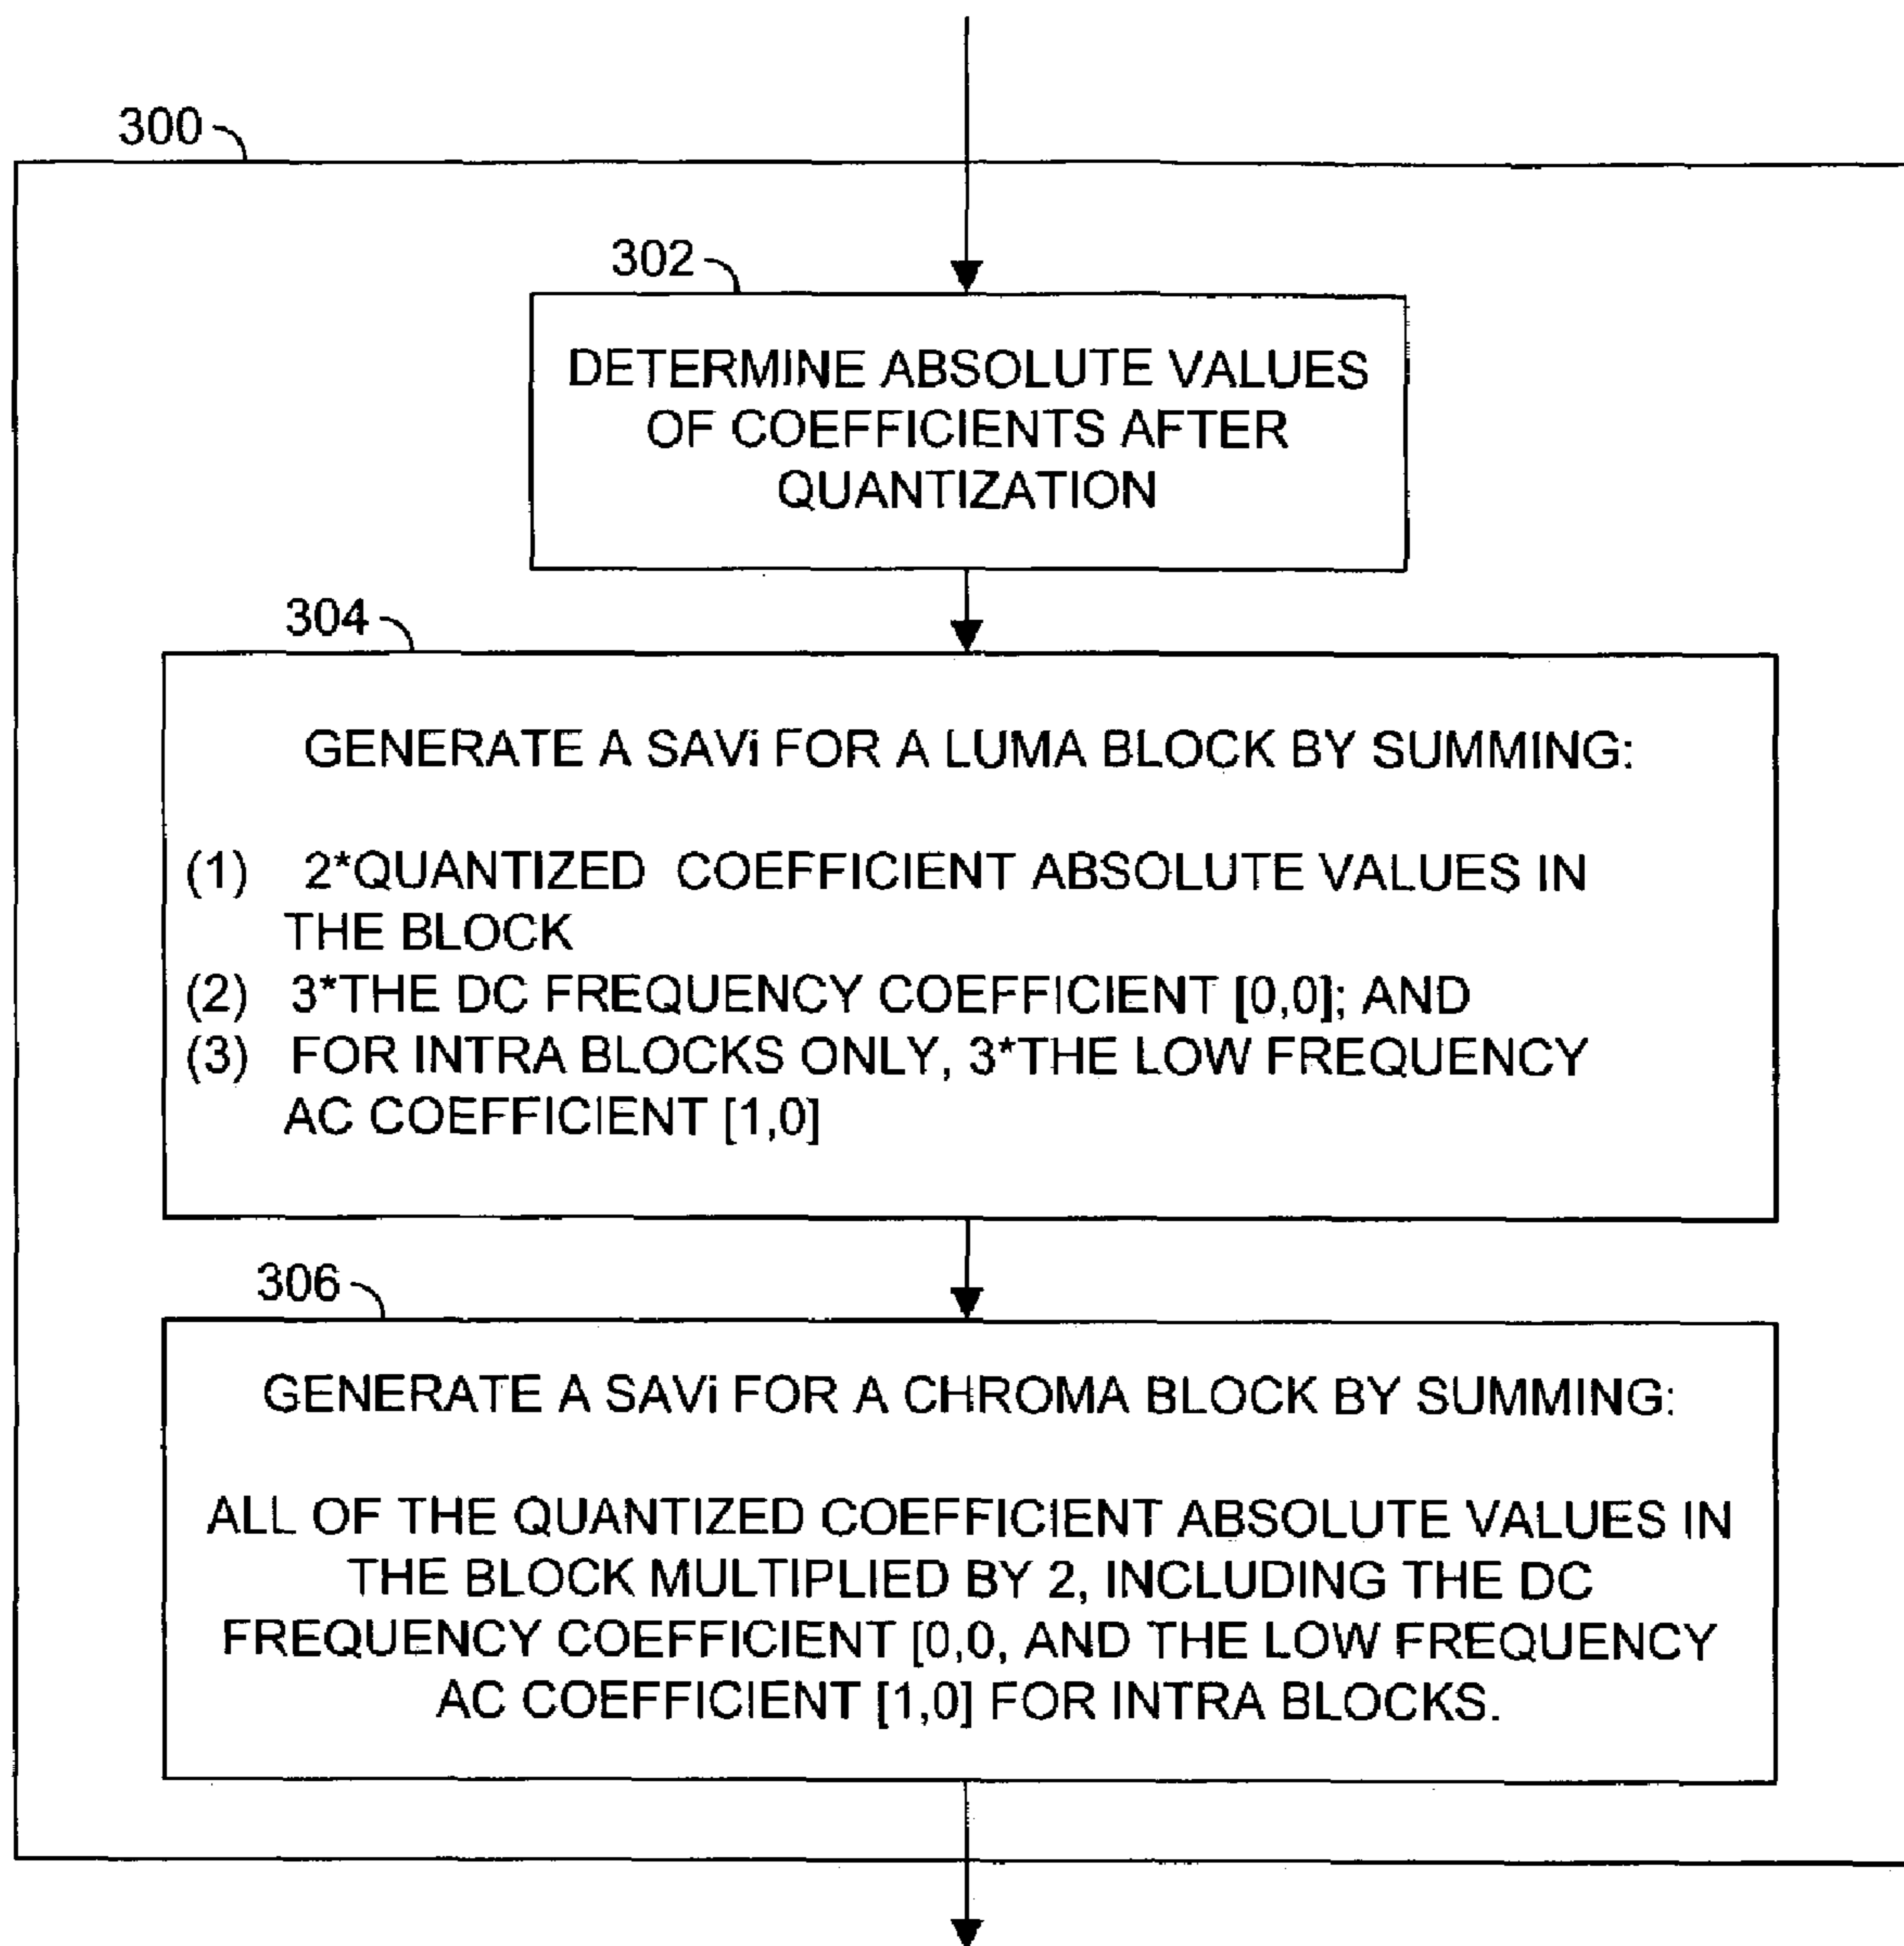 300
302
DETERMINE ABSOLUTE VALUES
OF COEFFICIENTS AFTER
QUANTIZATION
304
GENERATE A SAVi FOR A LUMA BLOCK BY SUMMING:
(1) 2*QUANTIZED COEFFICIENT ABSOLUTE VALUES IN
THE BLOCK
(2) 3*THE DC FREQUENCY COEFFICIENT [0,0]; AND
(3) FOR INTRA BLOCKS ONLY, 3*THE LOW FREQUENCY
AC COEFFICIENT [1,0]
306
GENERATE A SAVi FOR A CHROMA BLOCK BY SUMMING:
ALL OF THE QUANTIZED COEFFICIENT ABSOLUTE VALUES IN
THE BLOCK MULTIPLIED BY 2, INCLUDING THE DC
FREQUENCY COEFFICIENT [0,0, AND THE LOW FREQUENCY
AC COEFFICIENT [1,0] FOR INTRA BLOCKS.